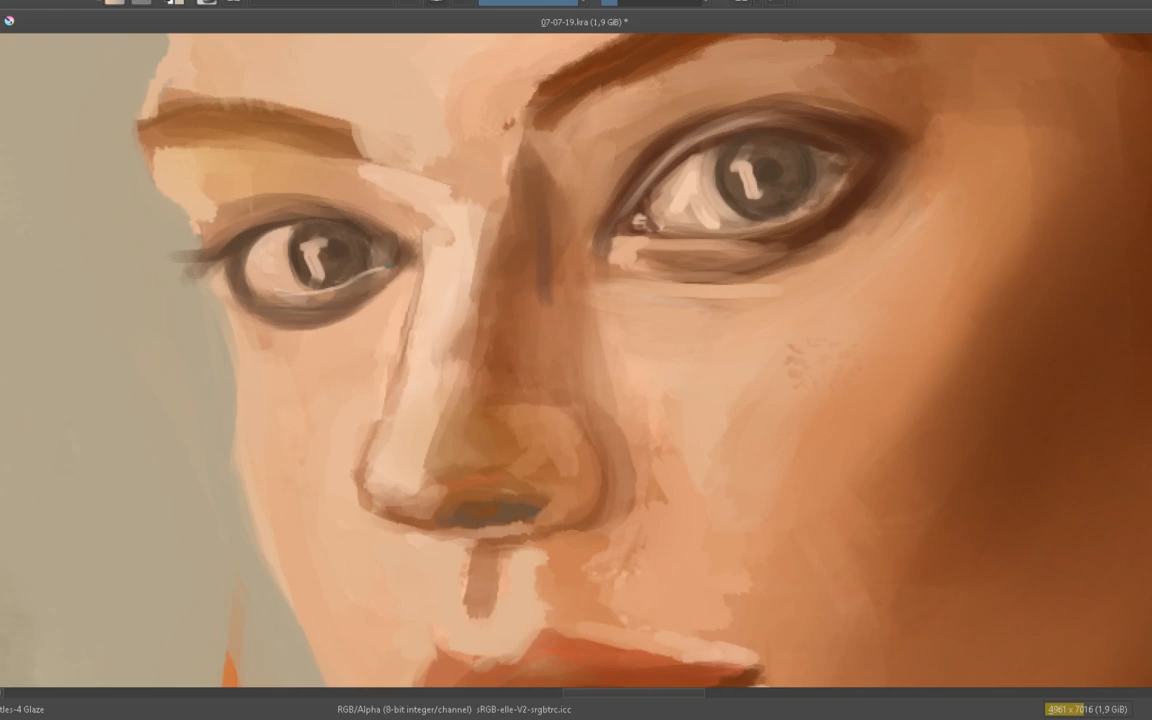 07-07-19.kra (1,9 GiB) *
tles-4 Glaze
RGB/Alpha (8-bit integer/channel)  sRGB-elle-V2-srgbtrc.icc
4961 x 7016 (1,9 GiB)